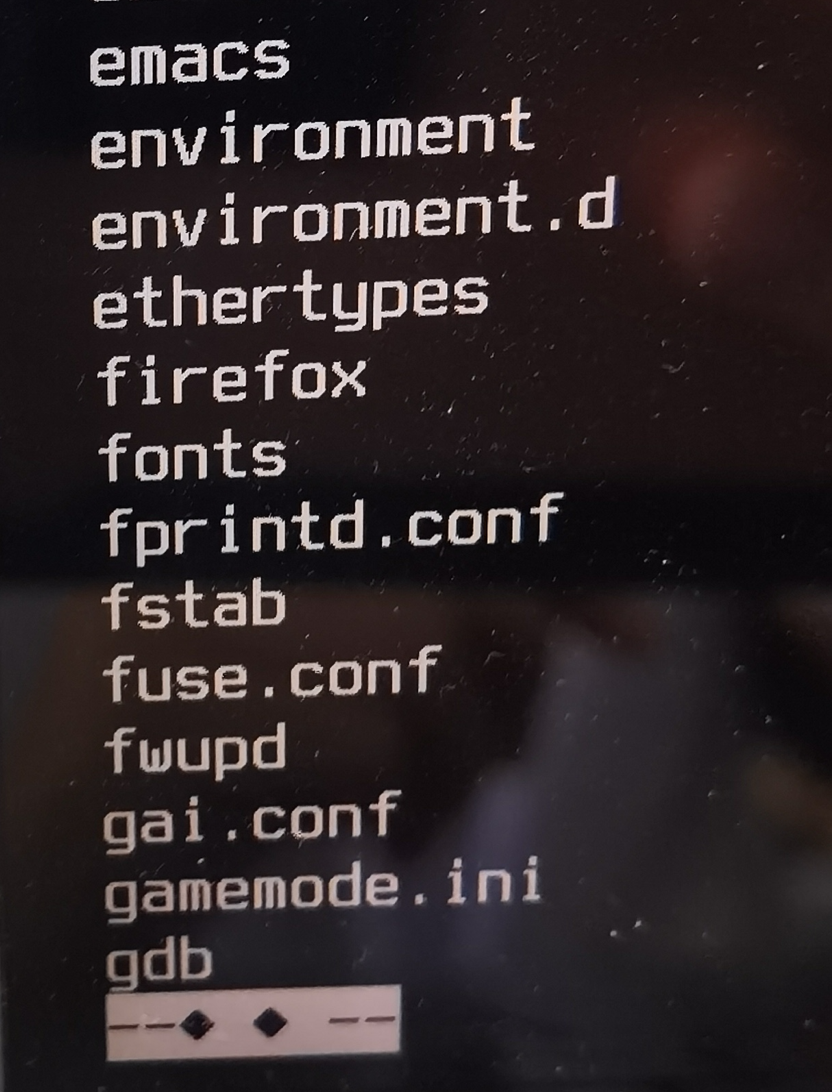 emacs
environment
environment.d
ethertypes
firefox
fonts
fprintd.conf
fstab
fuse.conf
fwupd
gai.conf
gamemode.ini
gdb
--◆ ◆ --